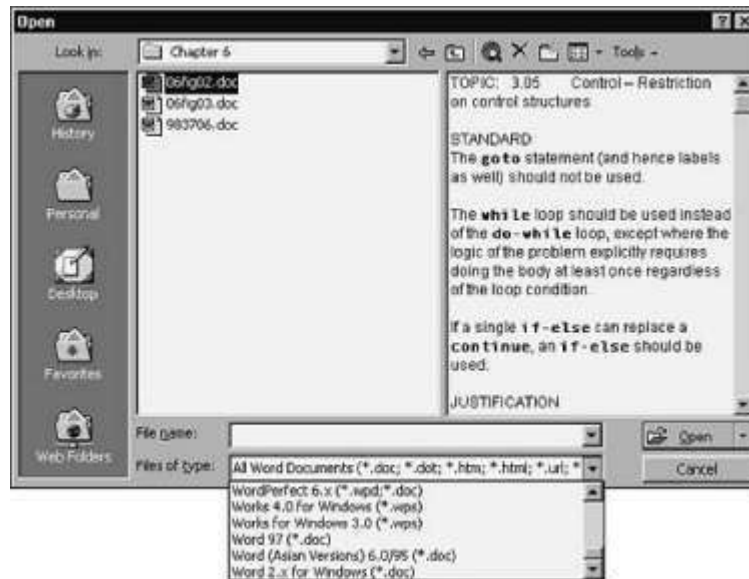 Open
Look in:
Chapter 6
Tools
History
Personal
Desktop
Favorites
Web Folders
06fig02.doc
06fig03.doc
983706.doc
TOPIC: 3.05 Control – Restriction
on control structures
STANDARD
The goto statement (and hence labels
as well) should not be used.
The while loop should be used instead
of the do-while loop, except where the
logic of the problem explicitly requires
doing the body at least once regardless
of the loop condition.
If a single if-else can replace a
continue, an if-else should be
used.
JUSTIFICATION
File name:
Open
Files of type:
All Word Documents (*.doc; *.dot; *.htm; *.html; *.url; *
Cancel
WordPerfect 6.x (*.wpd;*.doc)
Works 4.0 for Windows (*.wps)
Works for Windows 3.0 (*.wps)
Word 97 (*.doc)
Word (Asian Versions) 6.0/95 (*.doc)
Word 2.x for Windows (*.doc)